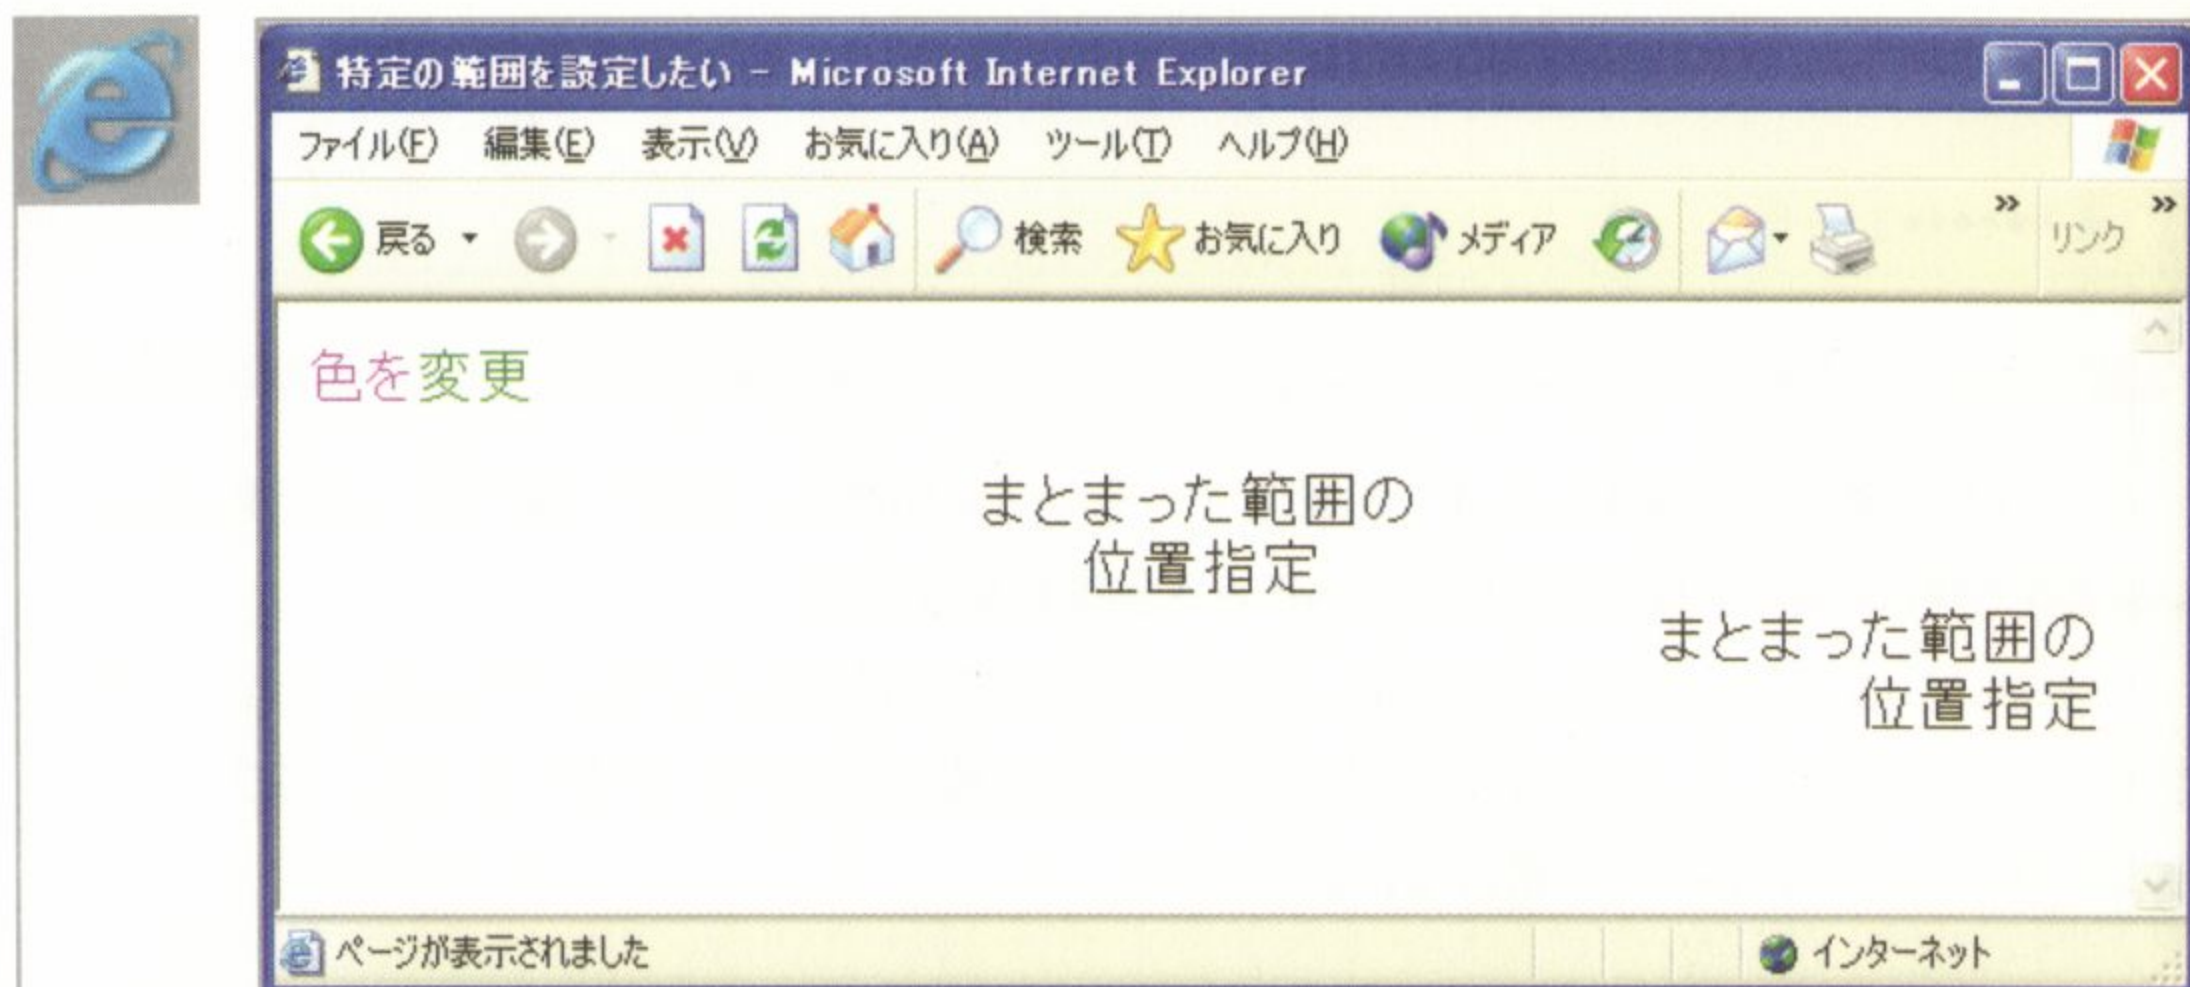 特定の範囲を設定したい - Microsoft Internet Explorer
ファイル(F) 編集(E) 表示(V) お気に入り(A) ツール(T) ヘルプ(H)
戻る 検索 お気に入り メディア » リンク »
色を変更
まとまった範囲の
位置指定
まとまった範囲の
位置指定
ページが表示されました インターネット